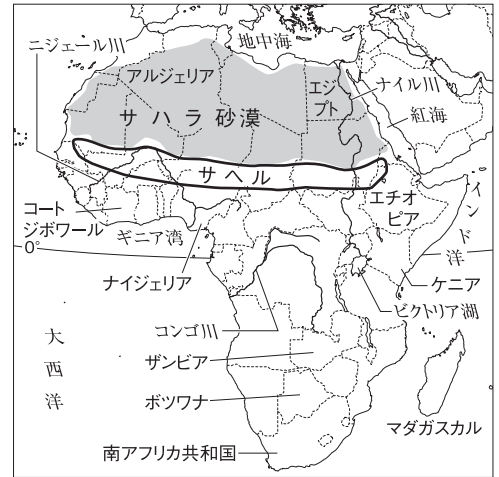 ニジェール川
地中海
アルジェリア
エジ
プト
ナイル川
サハラ砂漠
紅海
サヘル
エチオ
ピア
コート
ジボワール
ギニア湾
インド洋
0°
ナイジェリア
ケニア
ビクトリア湖
コンゴ川
大西洋
ザンビア
ボツワナ
マダガスカル
南アフリカ共和国